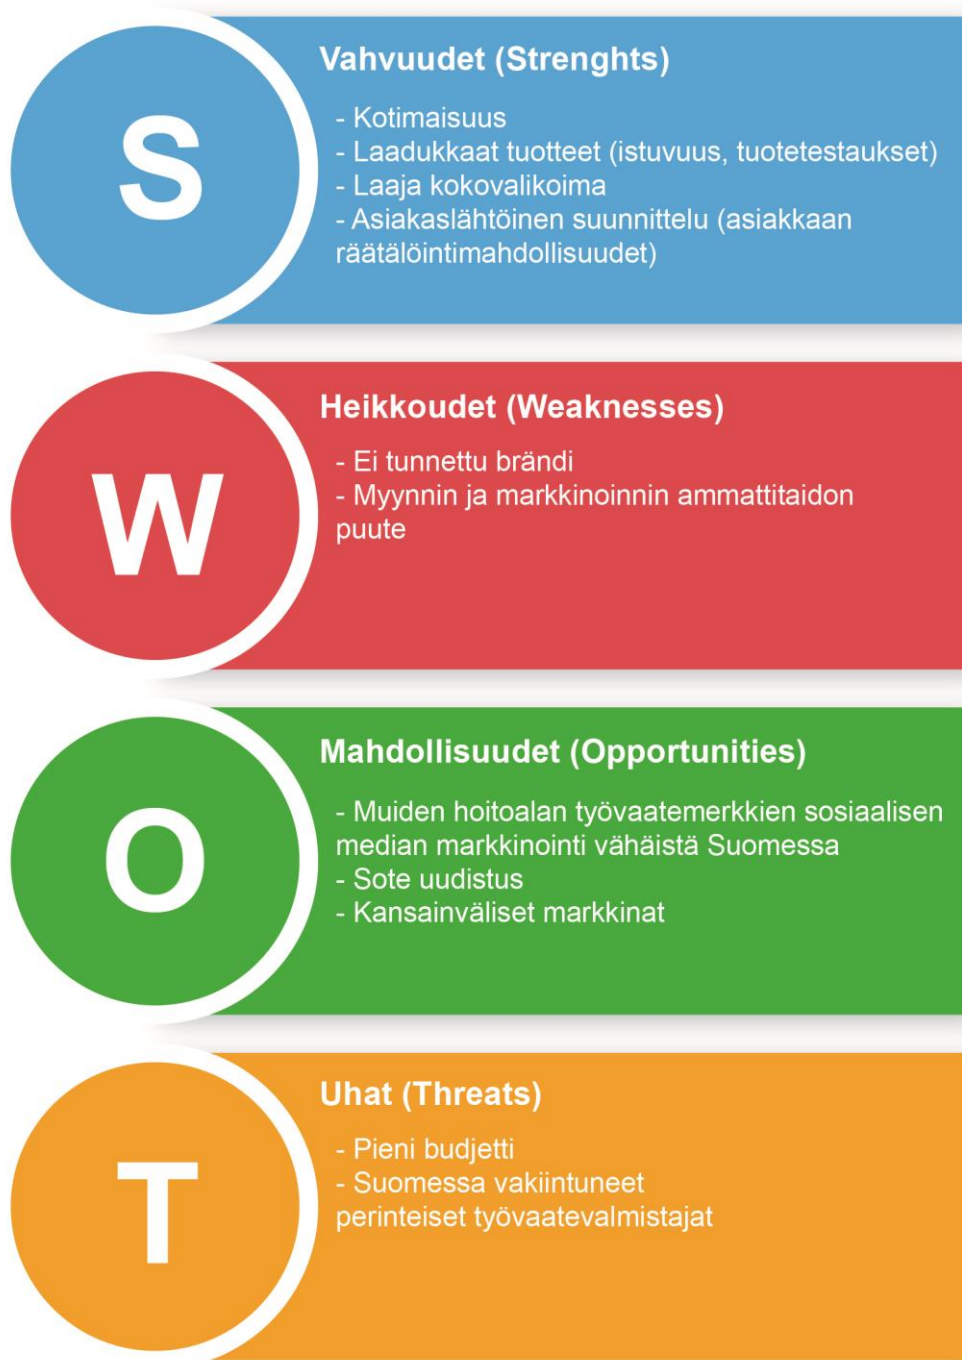 S
Vahvuudet (Strenghts)
- Kotimaisuus
- Laadukkaat tuotteet (istuvuus, tuotetestaukset)
- Laaja kokovalikoima
- Asiakaslähtöinen suunnittelu (asiakkaan
räätälöintimahdollisuudet)
W
Heikkoudet (Weaknesses)
- Ei tunnettu brändi
- Myynnin ja markkinoinnin ammattitaidon
puute
O
Mahdollisuudet (Opportunities)
- Muiden hoitoalan työvaatemerkkien sosiaalisen
median markkinointi vähäistä Suomessa
- Sote uudistus
- Kansainväliset markkinat
T
Uhat (Threats)
- Pieni budjetti
- Suomessa vakiintuneet
perinteiset työvaatevalmistajat